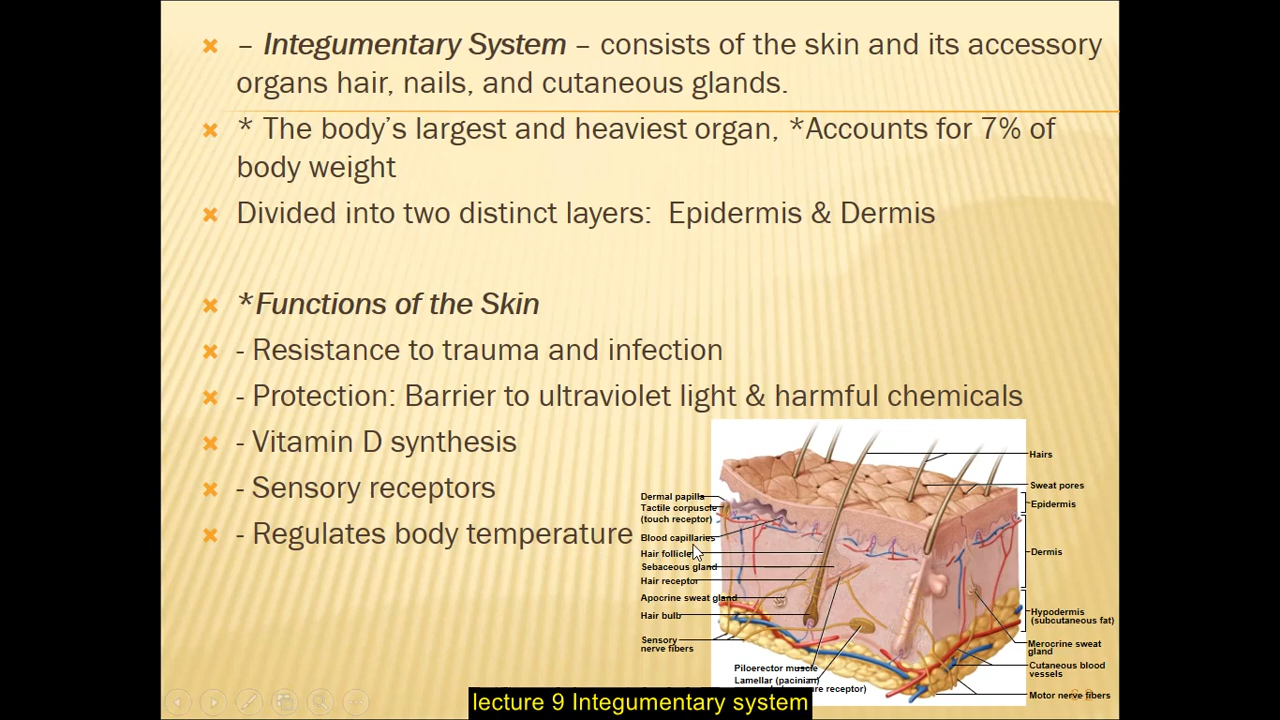 – Integumentary System – consists of the skin and its accessory
organs hair, nails, and cutaneous glands.
* The body's largest and heaviest organ, *Accounts for 7% of
body weight
Divided into two distinct layers: Epidermis & Dermis
*Functions of the Skin
- Resistance to trauma and infection
- Protection: Barrier to ultraviolet light & harmful chemicals
- Vitamin D synthesis
- Sensory receptors
- Regulates body temperature
Dermal papilla
Tactile corpuscle
(touch receptor)
Blood capillaries
Hair follicle
Sebaceous gland
Hair receptor
Apocrine sweat gland
Hair bulb
Sensory
nerve fibers
Piloerector muscle
Lamellar (pacinian)
receptor)
Hairs
Sweat pores
Epidermis
Dermis
Hypodermis
(subcutaneous fat)
Merocrine sweat
gland
Cutaneous blood
vessels
Motor nerve fibers
lecture 9 Integumentary system